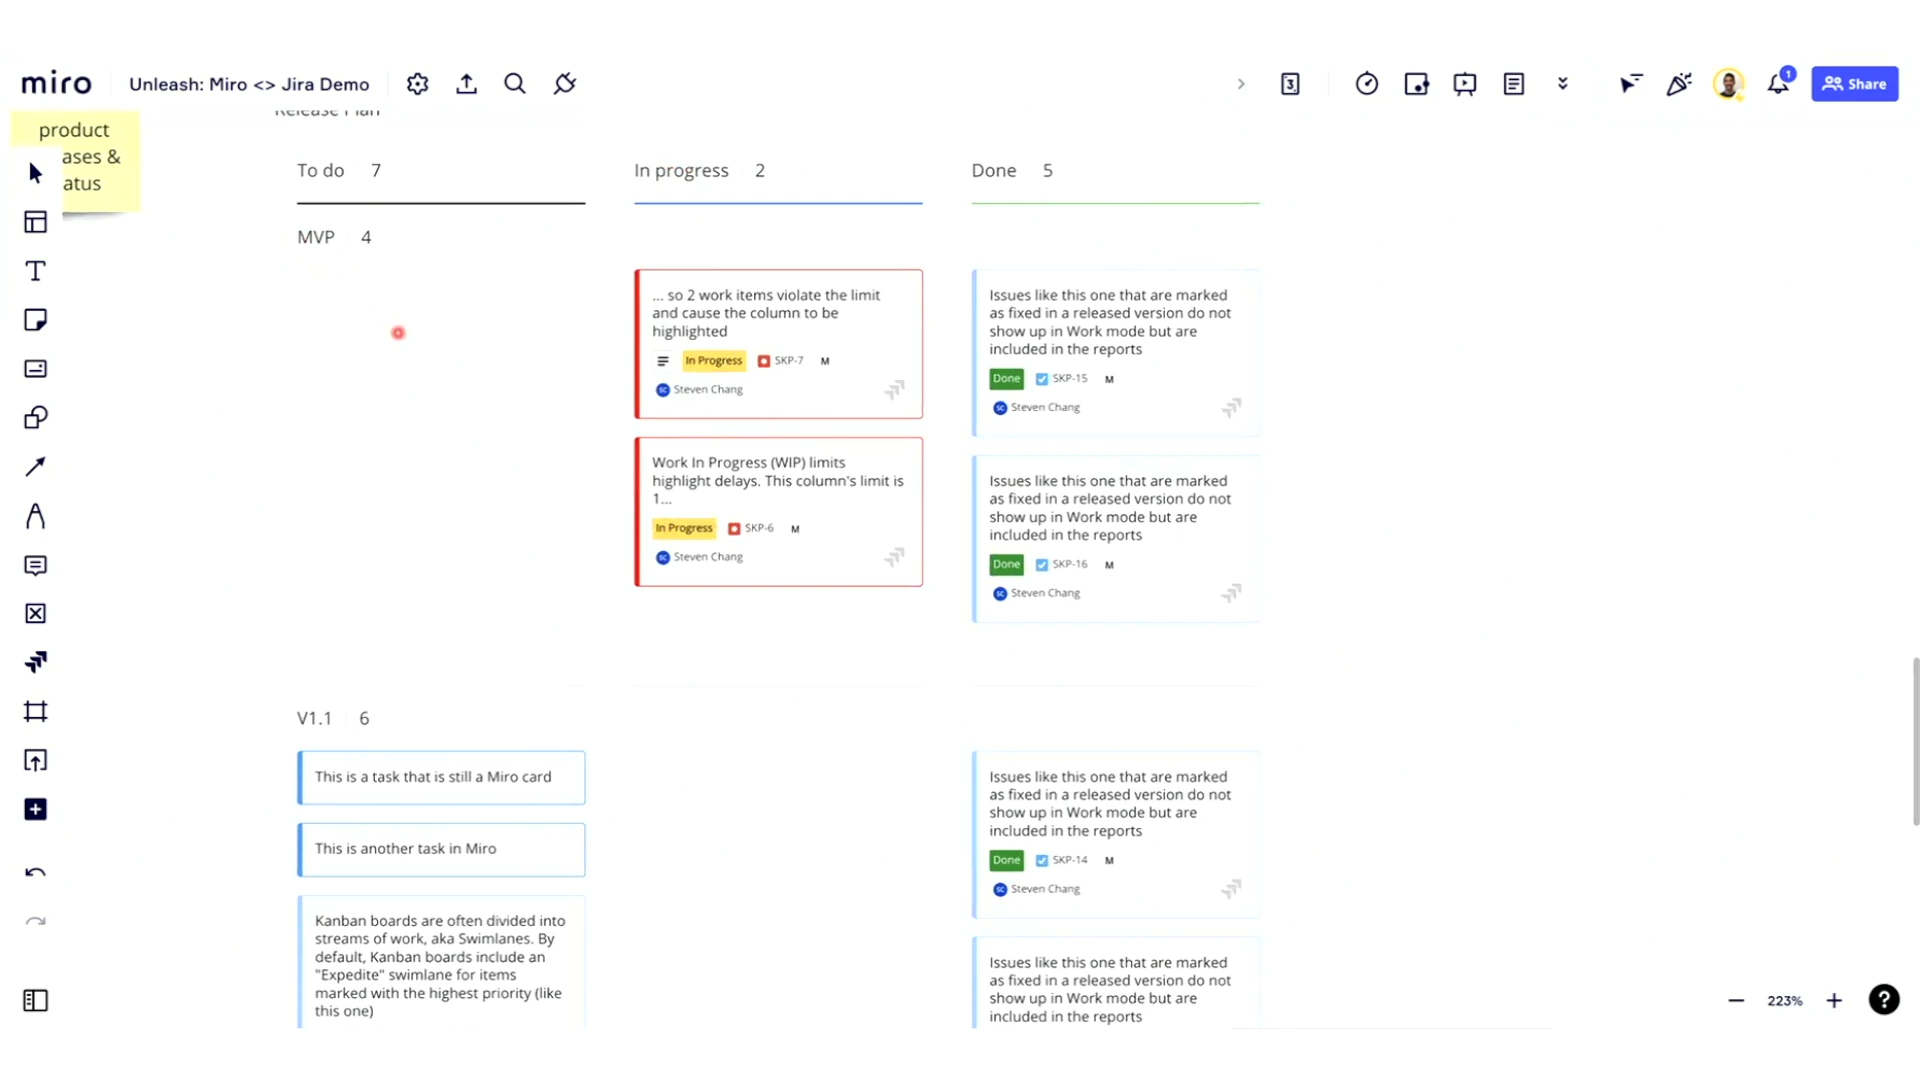 miro
Unleash: Miro <> Jira Demo
3
1
Share
Release Plan
product
ases &
atus
To do 7
In progress 2
Done 5
MVP 4
... so 2 work items violate the limit
and cause the column to be
highlighted
In Progress SKP-7 M
SC Steven Chang
Work In Progress (WIP) limits
highlight delays. This column's limit is
1...
In Progress SKP-6 M
SC Steven Chang
Issues like this one that are marked
as fixed in a released version do not
show up in Work mode but are
included in the reports
Done SKP-15 M
SC Steven Chang
Issues like this one that are marked
as fixed in a released version do not
show up in Work mode but are
included in the reports
Done SKP-16 M
SC Steven Chang
V1.1 6
This is a task that is still a Miro card
This is another task in Miro
Kanban boards are often divided into
streams of work, aka Swimlanes. By
default, Kanban boards include an
"Expedite" swimlane for items
marked with the highest priority (like
this one)
Issues like this one that are marked
as fixed in a released version do not
show up in Work mode but are
included in the reports
Done SKP-14 M
SC Steven Chang
Issues like this one that are marked
as fixed in a released version do not
show up in Work mode but are
included in the reports
223%
?